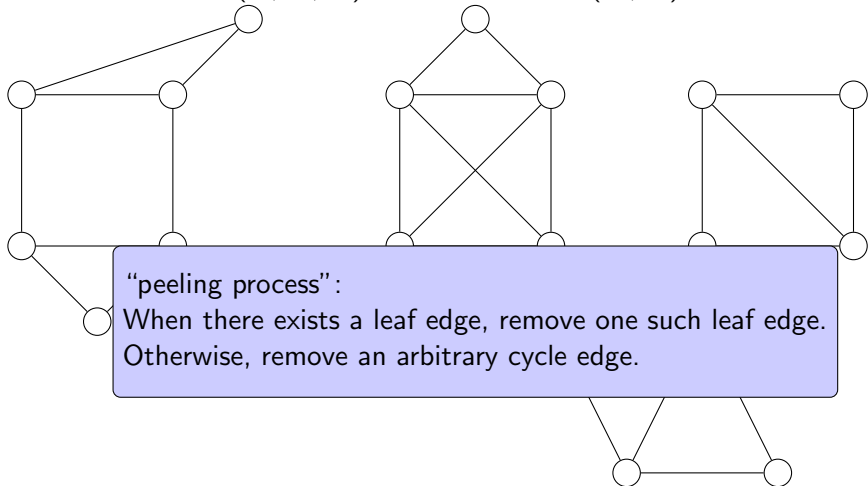 “peeling process”:
When there exists a leaf edge, remove one such leaf edge.
Otherwise, remove an arbitrary cycle edge.